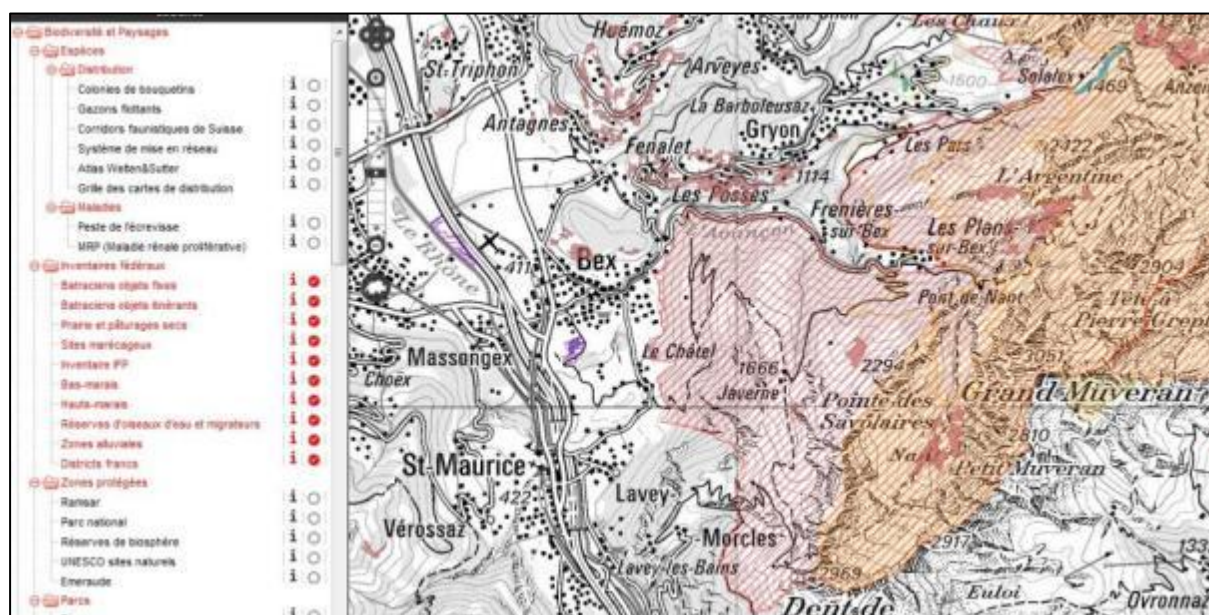 Biodiversité et Paysages
Espèces
Distribution
Colonies de bouquetins
Gazons flottants
Corridors faunistiques de Suisse
Système de mise en réseau
Atlas Welten&Sutter
Grille des cartes de distribution
Maladies
Peste de l'écrevisse
MRP (Maladie rénale proliférative)
Inventaires fédéraux
Batraciens objets fixes
Batraciens objets itinérants
Prairie et pâturages secs
Sites marécageux
Inventaire IFP
Bas-marais
Hauts-marais
Réserves d'oiseaux d'eau et migrateurs
Zones alluviales
Districts francs
Zones protégées
Ramsar
Parc national
Réserves de biosphère
UNESCO sites naturels
Emeraude
Parcs
Huémoz
Les Chaux
St-Triphon
Arveyes
1500
Solalex
1469
La Barboleusaz
Antagnes
Gryon
Anzein
Fenalet
Les Pars
2422
1114
L'Argentine
Les Posses
Frenières-
sur-Bex
Les Plans-
sur-Bex
Le Rhône
L'Avançon
411
Bex
2904
Pont de Nant
Tête à
Pierre Grept
Massongex
Le Châtel
3051
Choëx
1666
2294
Javerne
Grand Muveran
Pointe des
Savolaires
2810
Nant
Petit Muveran
St-Maurice
422
Lavey
Vérossaz
Morcles
2917
Lavey-les-Bains
2969
Euloi
Ovronnaz
Dent de